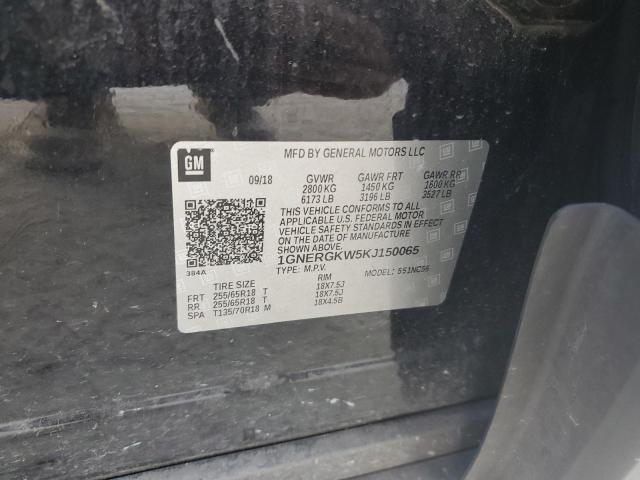 GM
MFD BY GENERAL MOTORS LLC
09/18 GVWR GAWR FRT GAWR RR
2800 KG 1450 KG 1600 KG
6173 LB 3196 LB 3527 LB
THIS VEHICLE CONFORMS TO ALL
APPLICABLE U.S. FEDERAL MOTOR
VEHICLE SAFETY STANDARDS IN
EFFECT ON THE DATE OF MANUFACTURE
SHOWN ABOVE.
1GNERGKW5KJ150065
384A TYPE: M.P.V. MODEL: 551NC56
TIRE SIZE RIM
FRT 255/65R18 T 18X7.5J
RR 255/65R18 T 18X7.5J
SPA T135/70R18 M 18X4.5B